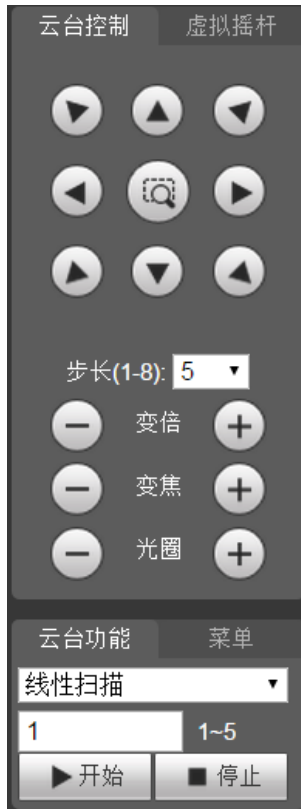 云台控制 虚拟摇杆
步长(1-8): 5
变倍
变焦
光圈
云台功能 菜单
线性扫描
1 1~5
开始 停止